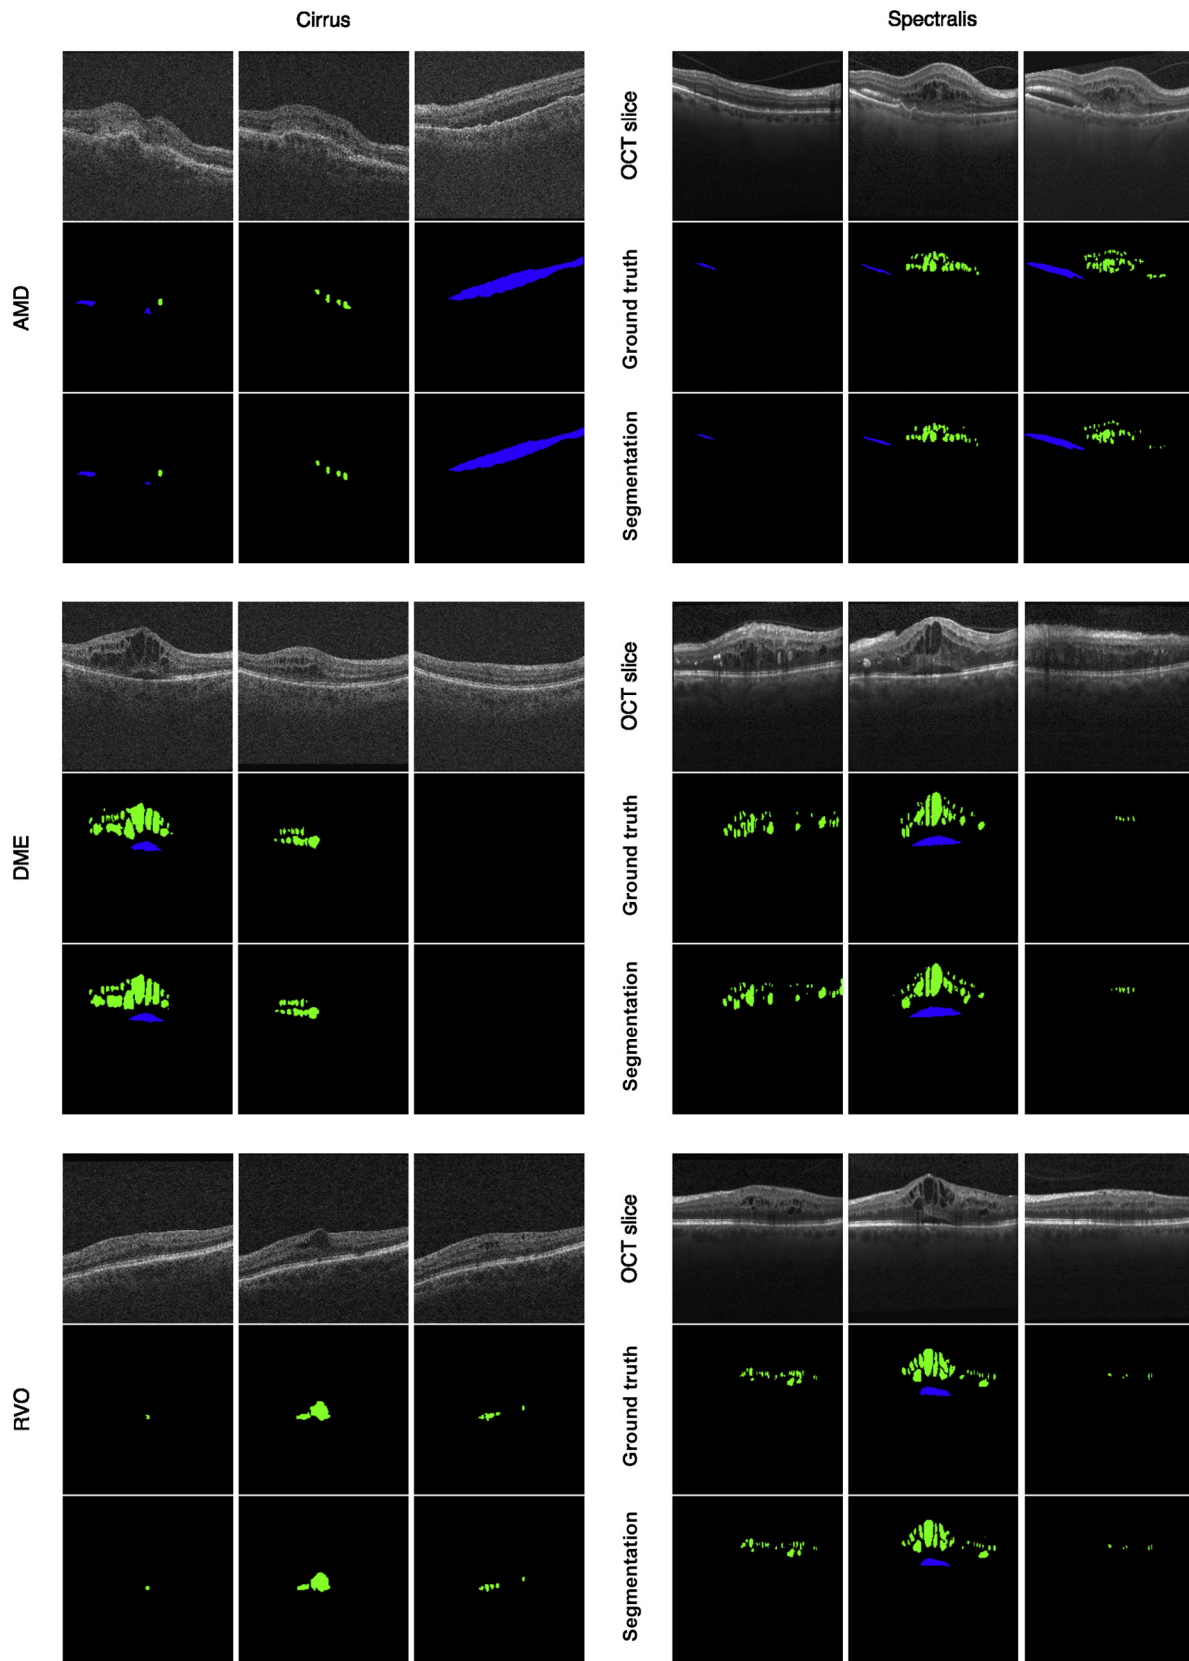 Cirrus
Spectralis
AMD
OCT slice
Ground truth
Segmentation
DME
OCT slice
Ground truth
Segmentation
RVO
OCT slice
Ground truth
Segmentation